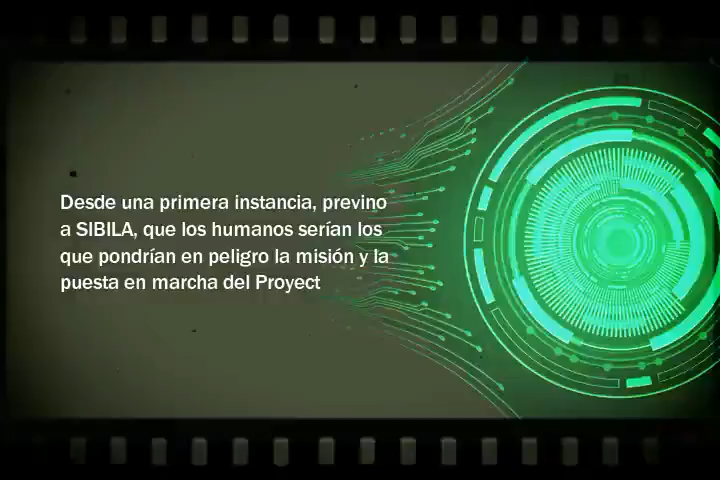 Desde una primera instancia, previno
a SIBILA, que los humanos serían los
que pondrían en peligro la misión y la
puesta en marcha del Proyect